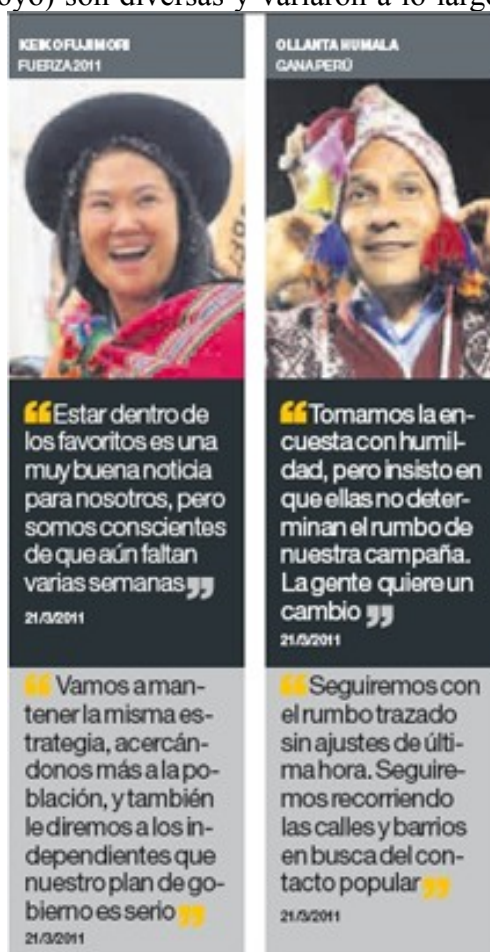 oyo) son diversas y variaron a lo largo
KEIKO FUJIMORI
FUERZA 2011
“Estar dentro de
los favoritos es una
muy buena noticia
para nosotros, pero
somos conscientes
de que aún faltan
varias semanas”
21/3/2011
“Vamos a man-
tener la misma es-
trategia, acercán-
donos más a la po-
blación, y también
le diremos a los in-
dependientes que
nuestro plan de go-
bierno es serio”
21/3/2011
OLLANTA HUMALA
GANA PERÚ
“Tomamos la en-
cuesta con humil-
dad, pero insisto en
que ellas no deter-
minan el rumbo de
nuestra campaña.
La gente quiere un
cambio”
21/3/2011
“Seguiremos con
el rumbo trazado
sin ajustes de últi-
ma hora. Seguire-
mos recorriendo
las calles y barrios
en busca del con-
tacto popular”
21/3/2011